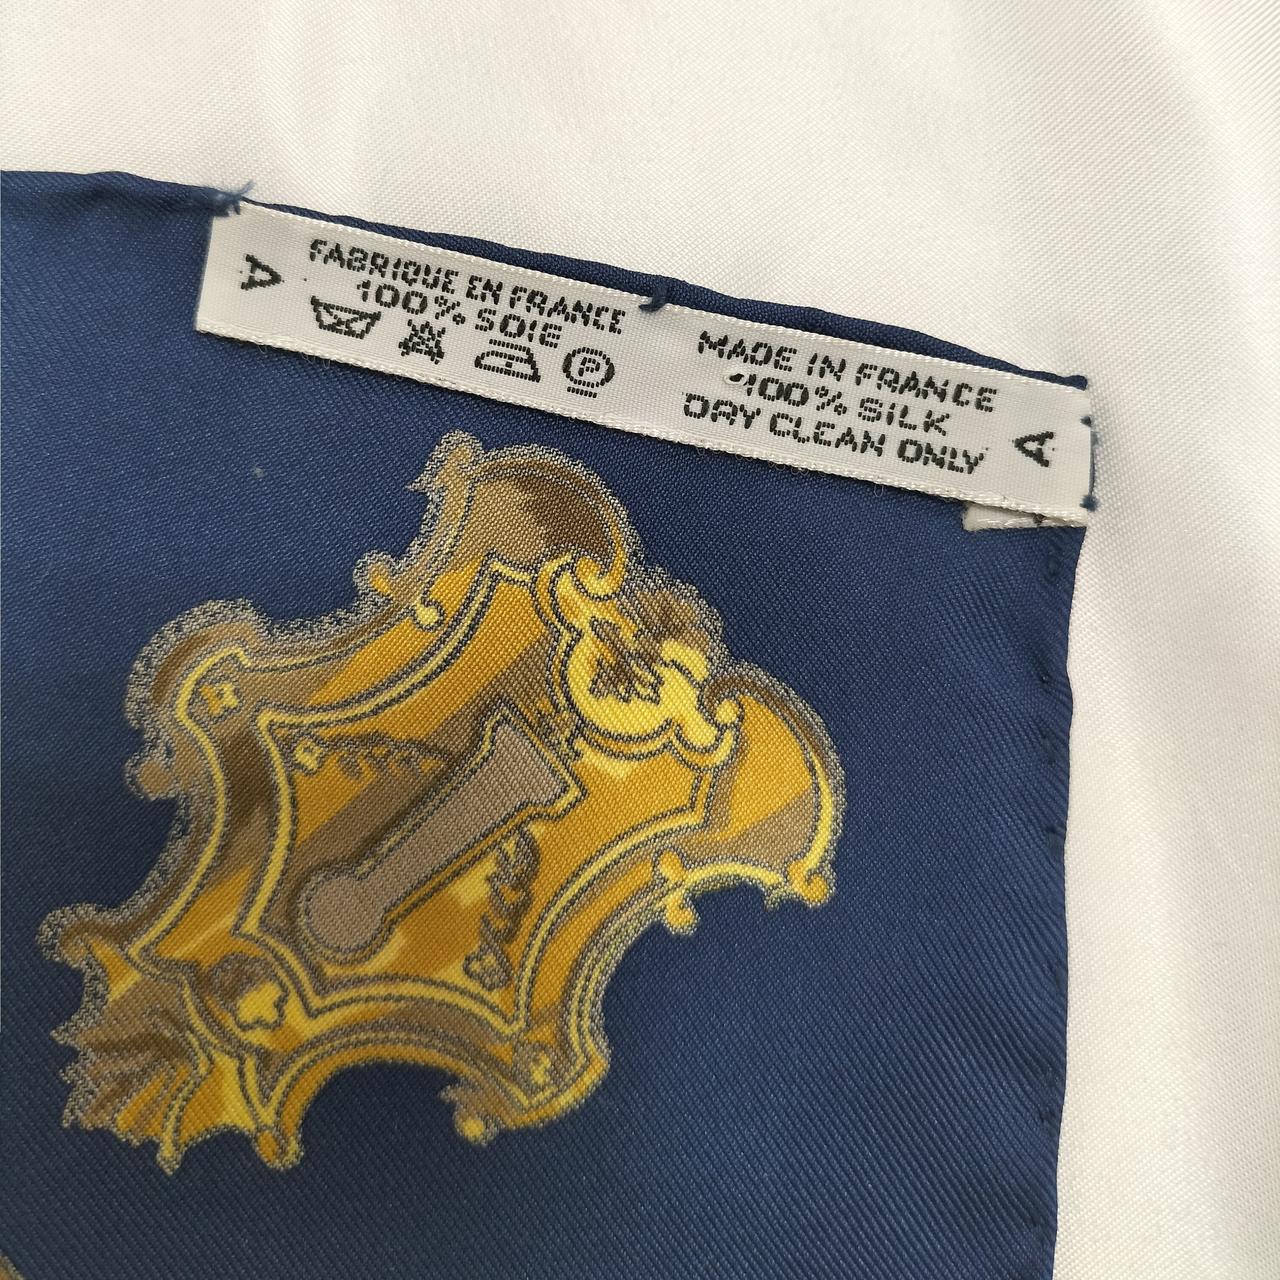 A
FABRIQUE EN FRANCE
100% SOIE
P
MADE IN FRANCE
100% SILK
DRY CLEAN ONLY
A